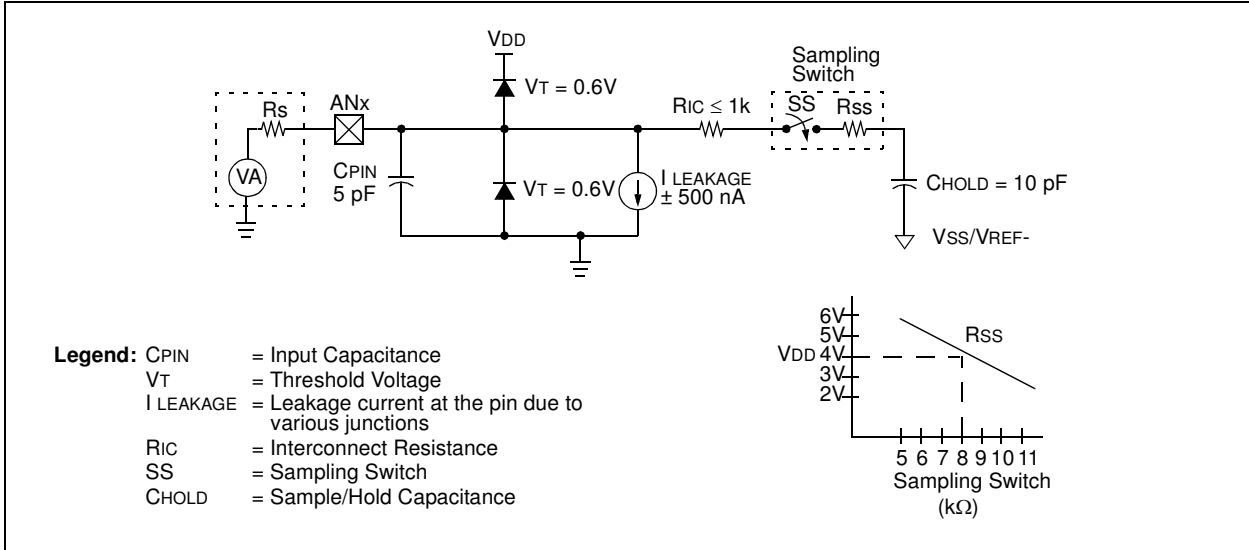 VDD
Sampling
Switch
VT = 0.6V
Rs
ANx
RIC ≤ 1k
SS
Rss
VA
CPIN
5 pF
VT = 0.6V
I LEAKAGE
± 500 nA
CHOLD = 10 pF
VSS/VREF-
Legend: CPIN = Input Capacitance
VT = Threshold Voltage
I LEAKAGE = Leakage current at the pin due to
various junctions
RIC = Interconnect Resistance
SS = Sampling Switch
CHOLD = Sample/Hold Capacitance
6V
5V
VDD 4V
3V
2V
RSS
5 6 7 8 9 10 11
Sampling Switch
(kΩ)